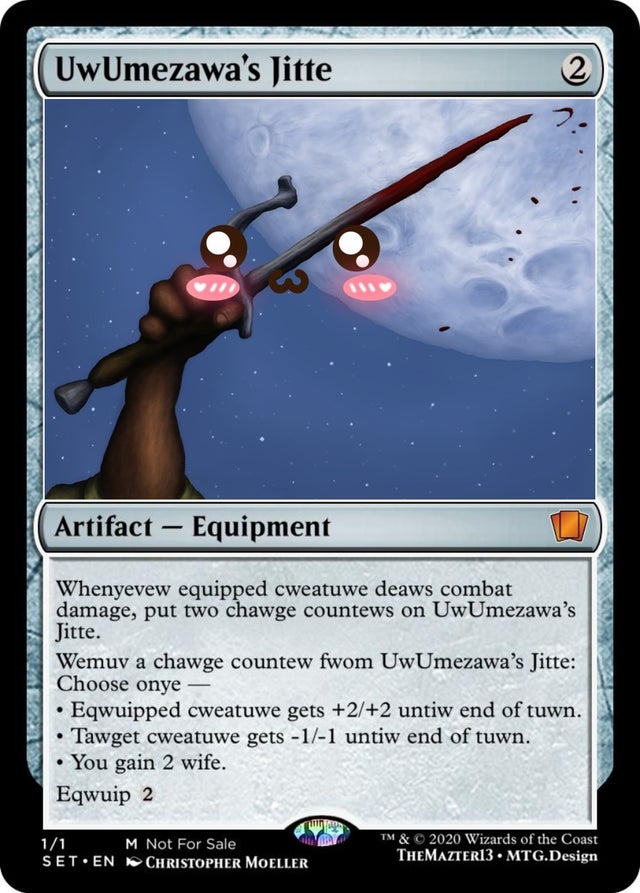 UwUmezawa's Jitte 2
Artifact — Equipment
Whenyevew equipped cweatuwe deaws combat
damage, put two chawge countews on UwUmezawa's
Jitte.
Wemuv a chawge countew fwom UwUmezawa's Jitte:
Choose onye —
• Eqwuipped cweatuwe gets +2/+2 untiw end of tuwn.
• Tawget cweatuwe gets -1/-1 untiw end of tuwn.
• You gain 2 wife.
Eqwuip 2
1/1 M Not For Sale ™ & © 2020 Wizards of the Coast
SET • EN Christopher Moeller TheMazter13 • MTG.Design